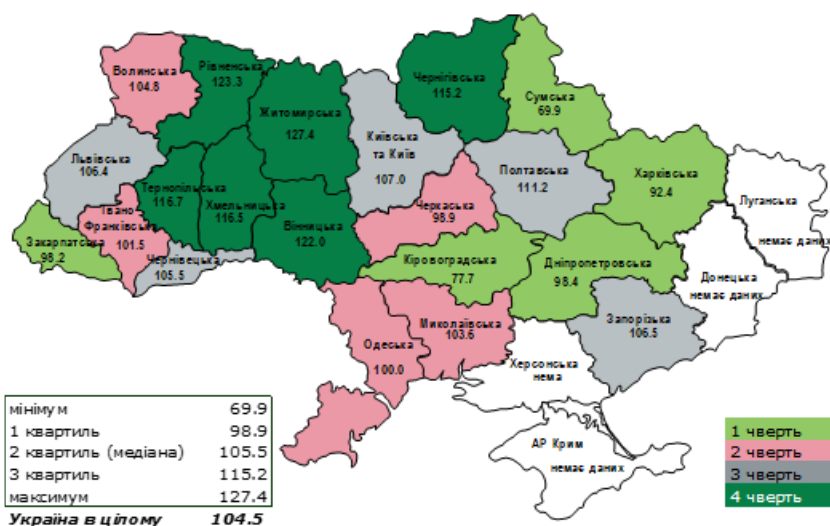 Волинська
104.8
Рівненська
123.3
Житомирська
127.4
Київська
та Київ
107.0
Чернігівська
115.2
Сумська
69.9
Львівська
106.4
Тернопільська
116.7
Хмельницька
116.5
Вінницька
122.0
Черкаська
98.9
Полтавська
111.2
Харківська
92.4
Луганська
немає даних
Закарпатська
98.2
Івано
Франківська
101.5
Чернівецька
105.5
Кіровоградська
77.7
Дніпропетровська
98.4
Донецька
немає даних
Одеська
100.0
Миколаївська
103.6
Запорізька
106.5
Херсонська
нема
АР Крим
немає даних
мінімум 69.9
1 квартиль 98.9
2 квартиль (медіана) 105.5
3 квартиль 115.2
максимум 127.4
Україна в цілому 104.5
1 чверть
2 чверть
3 чверть
4 чверть